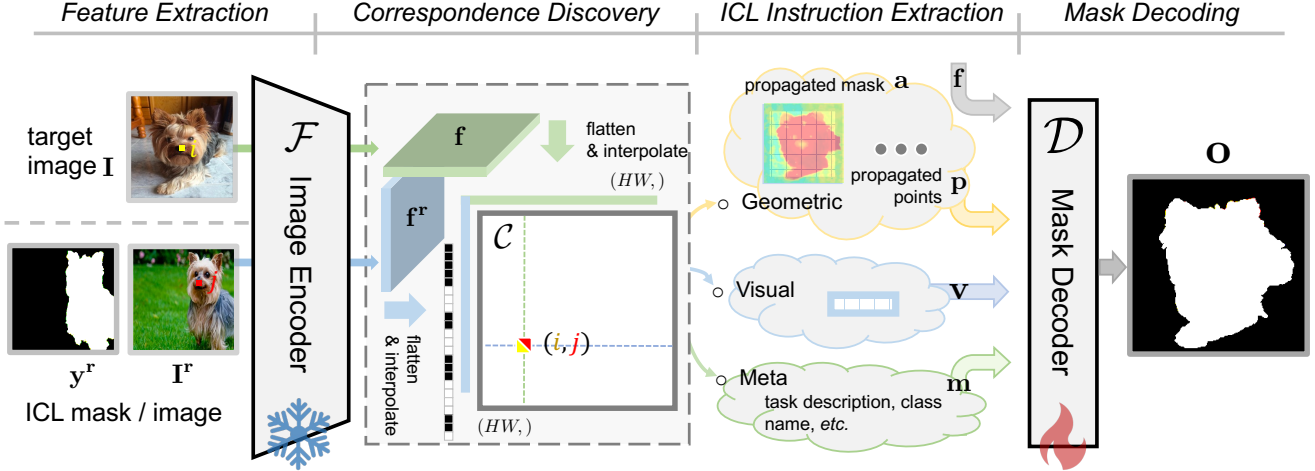 Feature Extraction
Correspondence Discovery
ICL Instruction Extraction
Mask Decoding
target
image I
i
y^r
I^r
j
ICL mask / image
F
Image Encoder
f
flatten
& interpolate
(HW,)
f^r
flatten
& interpolate
C
(i, j)
(HW,)
propagated mask a
propagated
points
p
Geometric
Visual
v
Meta
task description, class
name, etc.
m
f
D
Mask Decoder
O